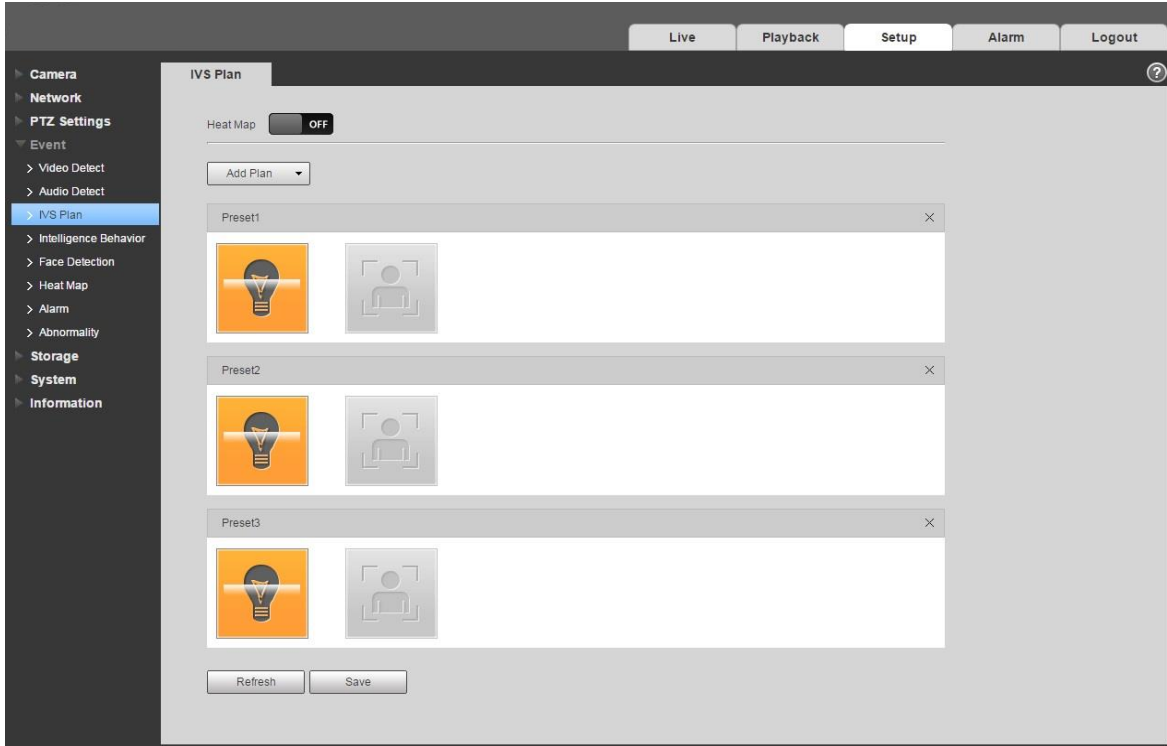 Live Playback Setup Alarm Logout
Camera
Network
PTZ Settings
Event
Video Detect
Audio Detect
IVS Plan
Intelligence Behavior
Face Detection
Heat Map
Alarm
Abnormality
Storage
System
Information
IVS Plan
?
Heat Map OFF
Add Plan
Preset1
Preset2
Preset3
Refresh Save